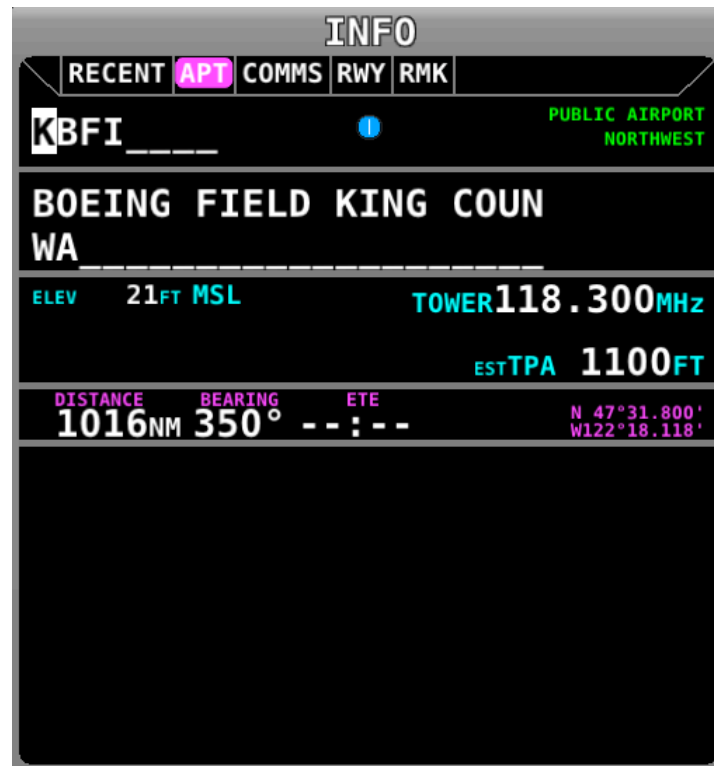 INFO
RECENT APT COMMS RWY RMK
KBFI____
PUBLIC AIRPORT
NORTHWEST
BOEING FIELD KING COUN
WA______________________
ELEV 21FT MSL TOWER118.300MHz
ESTTPA 1100FT
DISTANCE BEARING ETE
1016NM 350° --:--
N 47°31.800'
W122°18.118'